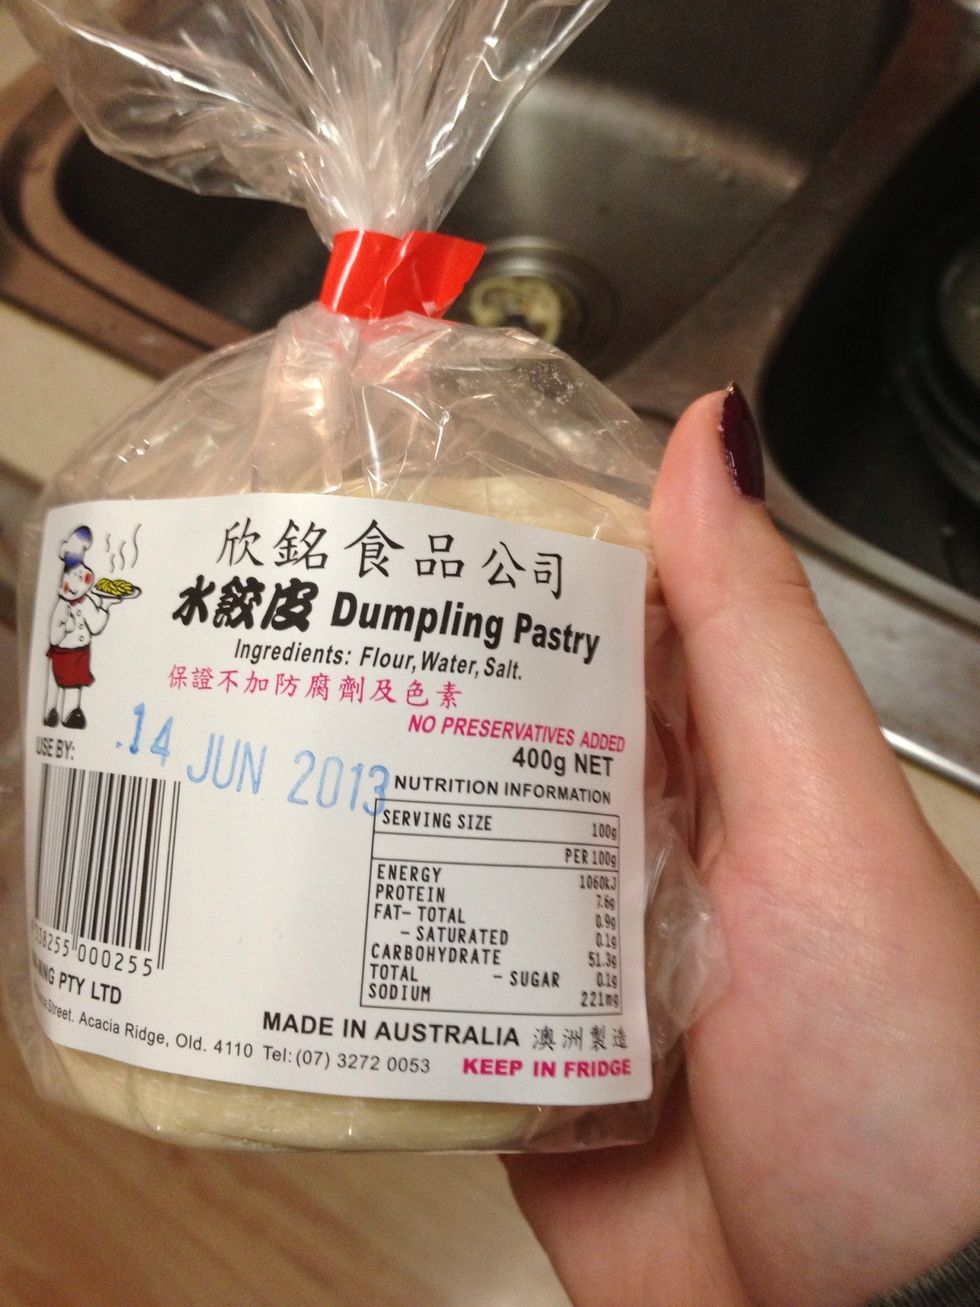 欣銘食品公司
水餃皮 Dumpling Pastry
Ingredients: Flour, Water, Salt.
保證不加防腐劑及色素
NO PRESERVATIVES ADDED
400g NET
USE BY: 14 JUN 2013
NUTRITION INFORMATION
SERVING SIZE 100g
PER 100g
ENERGY 1060kJ
PROTEIN 7.6g
FAT- TOTAL 0.9g
- SATURATED 0.1g
CARBOHYDRATE 51.3g
TOTAL - SUGAR 0.1g
SODIUM 221mg
58255 000255
PTY LTD
Street. Acacia Ridge, Qld. 4110 Tel: (07) 3272 0053
MADE IN AUSTRALIA 澳洲製造
KEEP IN FRIDGE